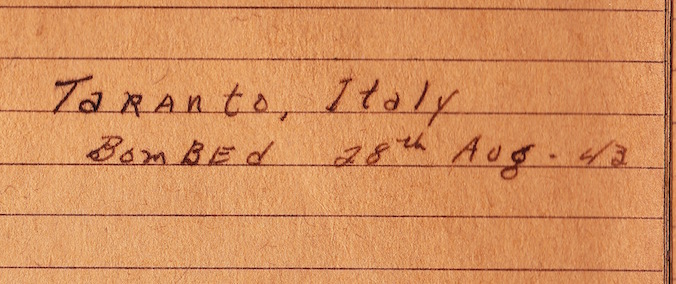 Taranto, Italy
Bombed 28th Aug. 43